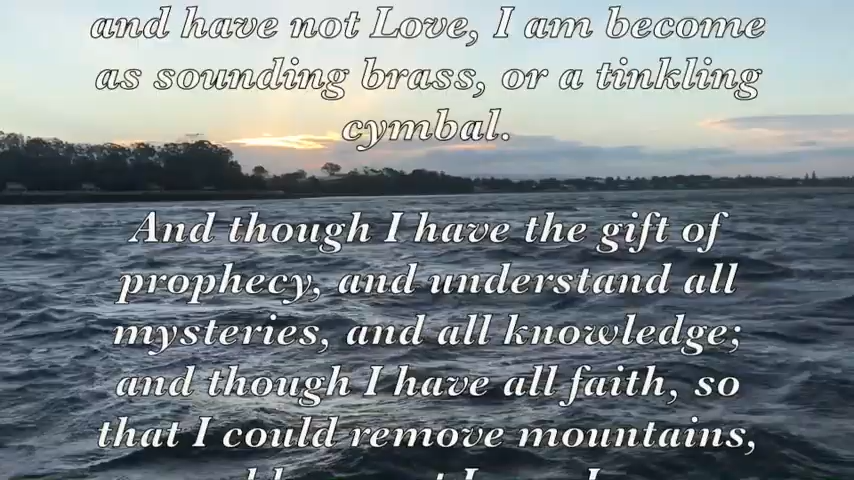 and have not Love, I am become
as sounding brass, or a tinkling
cymbal.
And though I have the gift of
prophecy, and understand all
mysteries, and all knowledge;
and though I have all faith, so
that I could remove mountains,